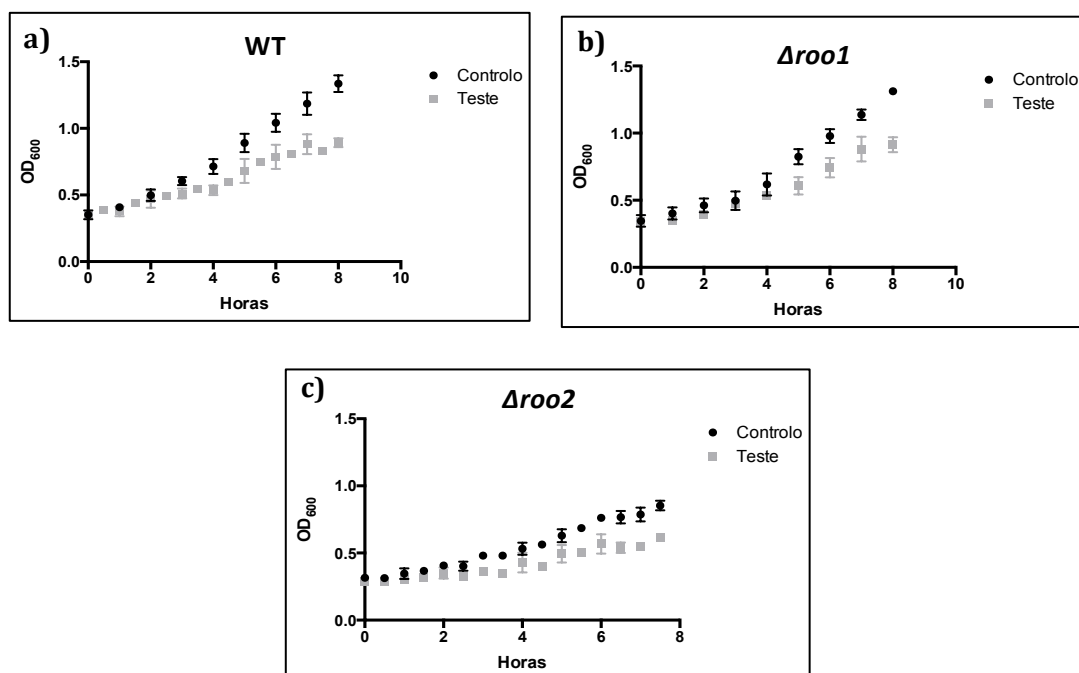 a)
WT
Controlo
Teste
OD600
1.5
1.0
0.5
0.0
0 2 4 6 8 10
Horas
b)
Δroo1
Controlo
Teste
OD600
1.5
1.0
0.5
0.0
0 2 4 6 8 10
Horas
c)
Δroo2
Controlo
Teste
OD600
1.5
1.0
0.5
0.0
0 2 4 6 8
Horas